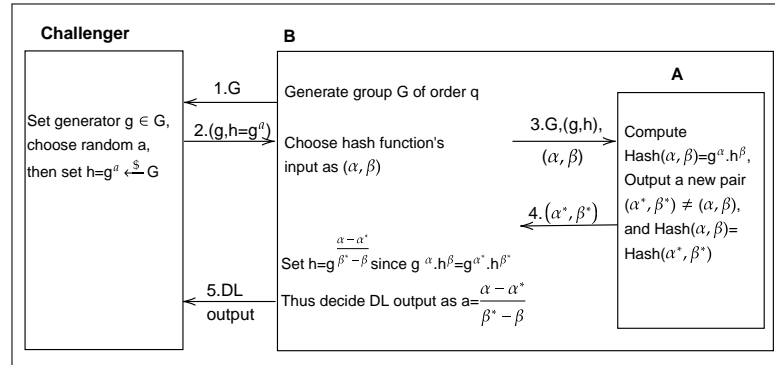 Challenger
Set generator g ∈ G,
choose random a,
then set h=g^a ←$ G
1.G
2.(g,h=g^a)
5.DL
output
B
Generate group G of order q
Choose hash function's
input as (α, β)
3.G,(g,h),
(α, β)
4.(α*, β*)
Set h=g^((α − α*)/(β* − β)) since g^α.h^β=g^α*.h^β*
Thus decide DL output as a=(α − α*)/(β* − β)
A
Compute
Hash(α, β)=g^α.h^β,
Output a new pair
(α*, β*) ≠ (α, β),
and Hash(α, β)=
Hash(α*, β*)